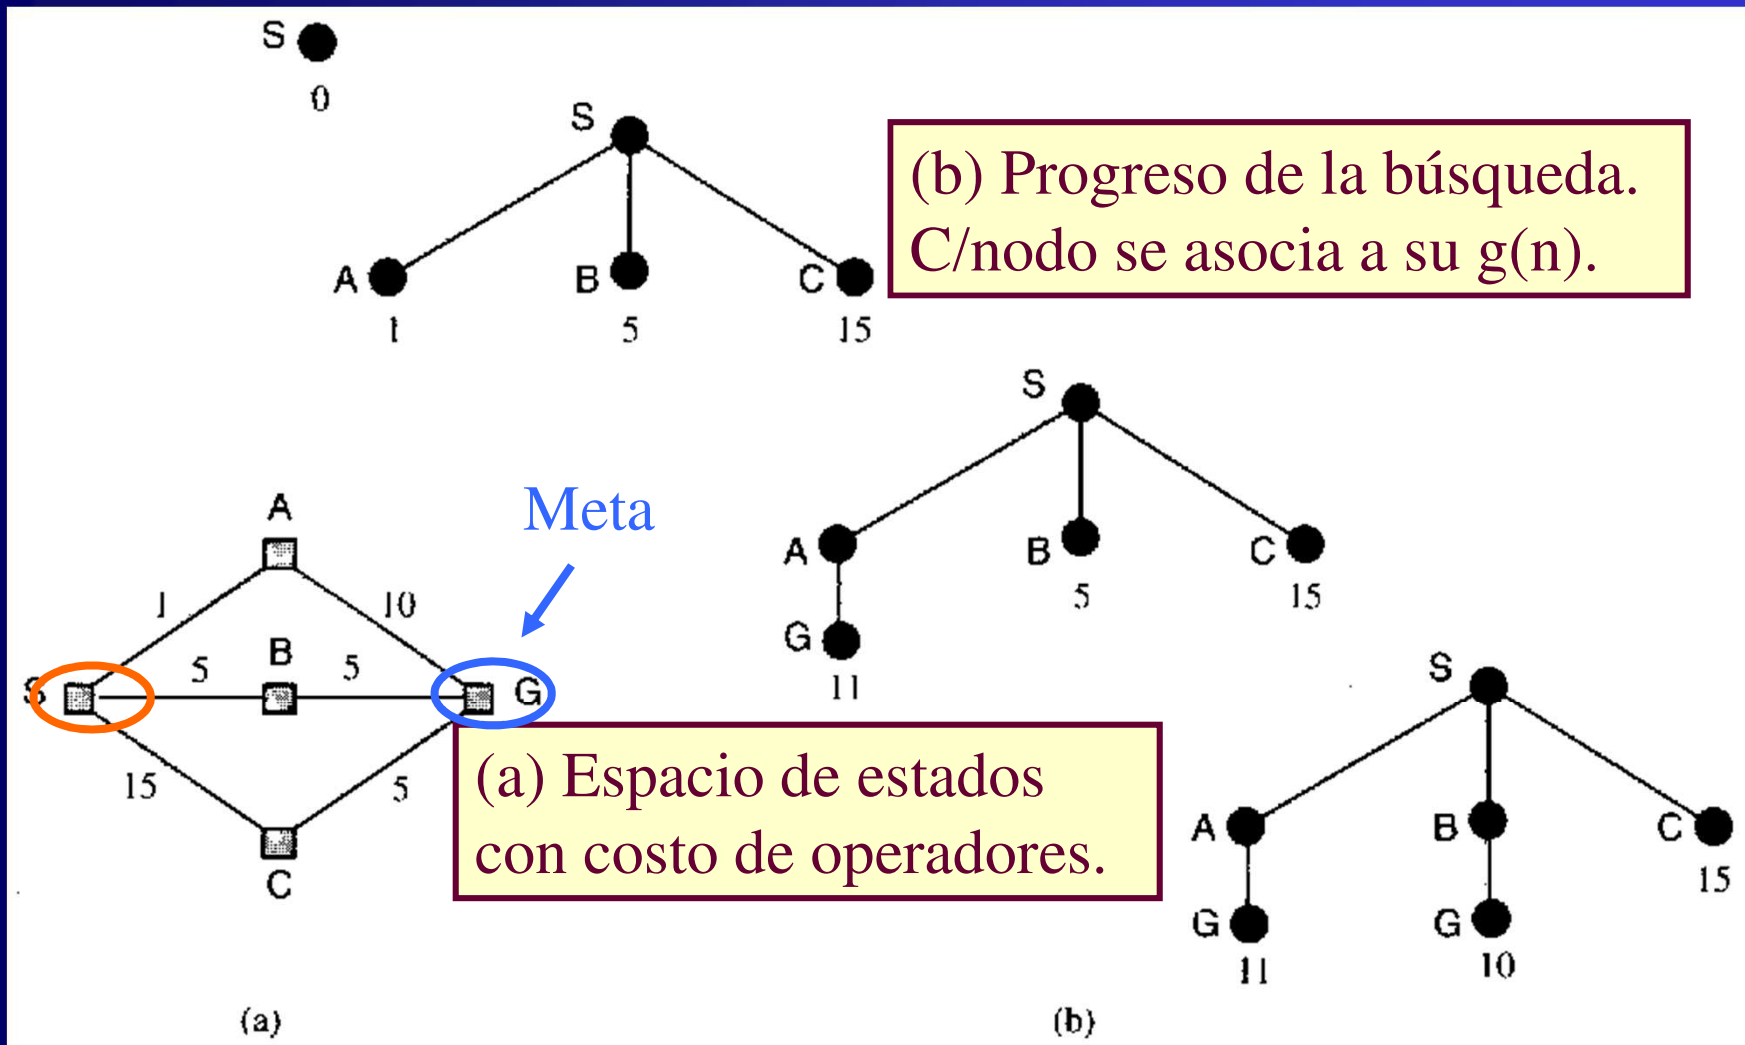 S
0
S
A
B
C
1
5
15
(b) Progreso de la búsqueda.
C/nodo se asocia a su g(n).
S
A
B
C
5
15
G
11
Meta
A
1
10
B
S
5
5
G
15
5
C
(a) Espacio de estados
con costo de operadores.
S
A
B
C
15
G
G
11
10
(a)
(b)